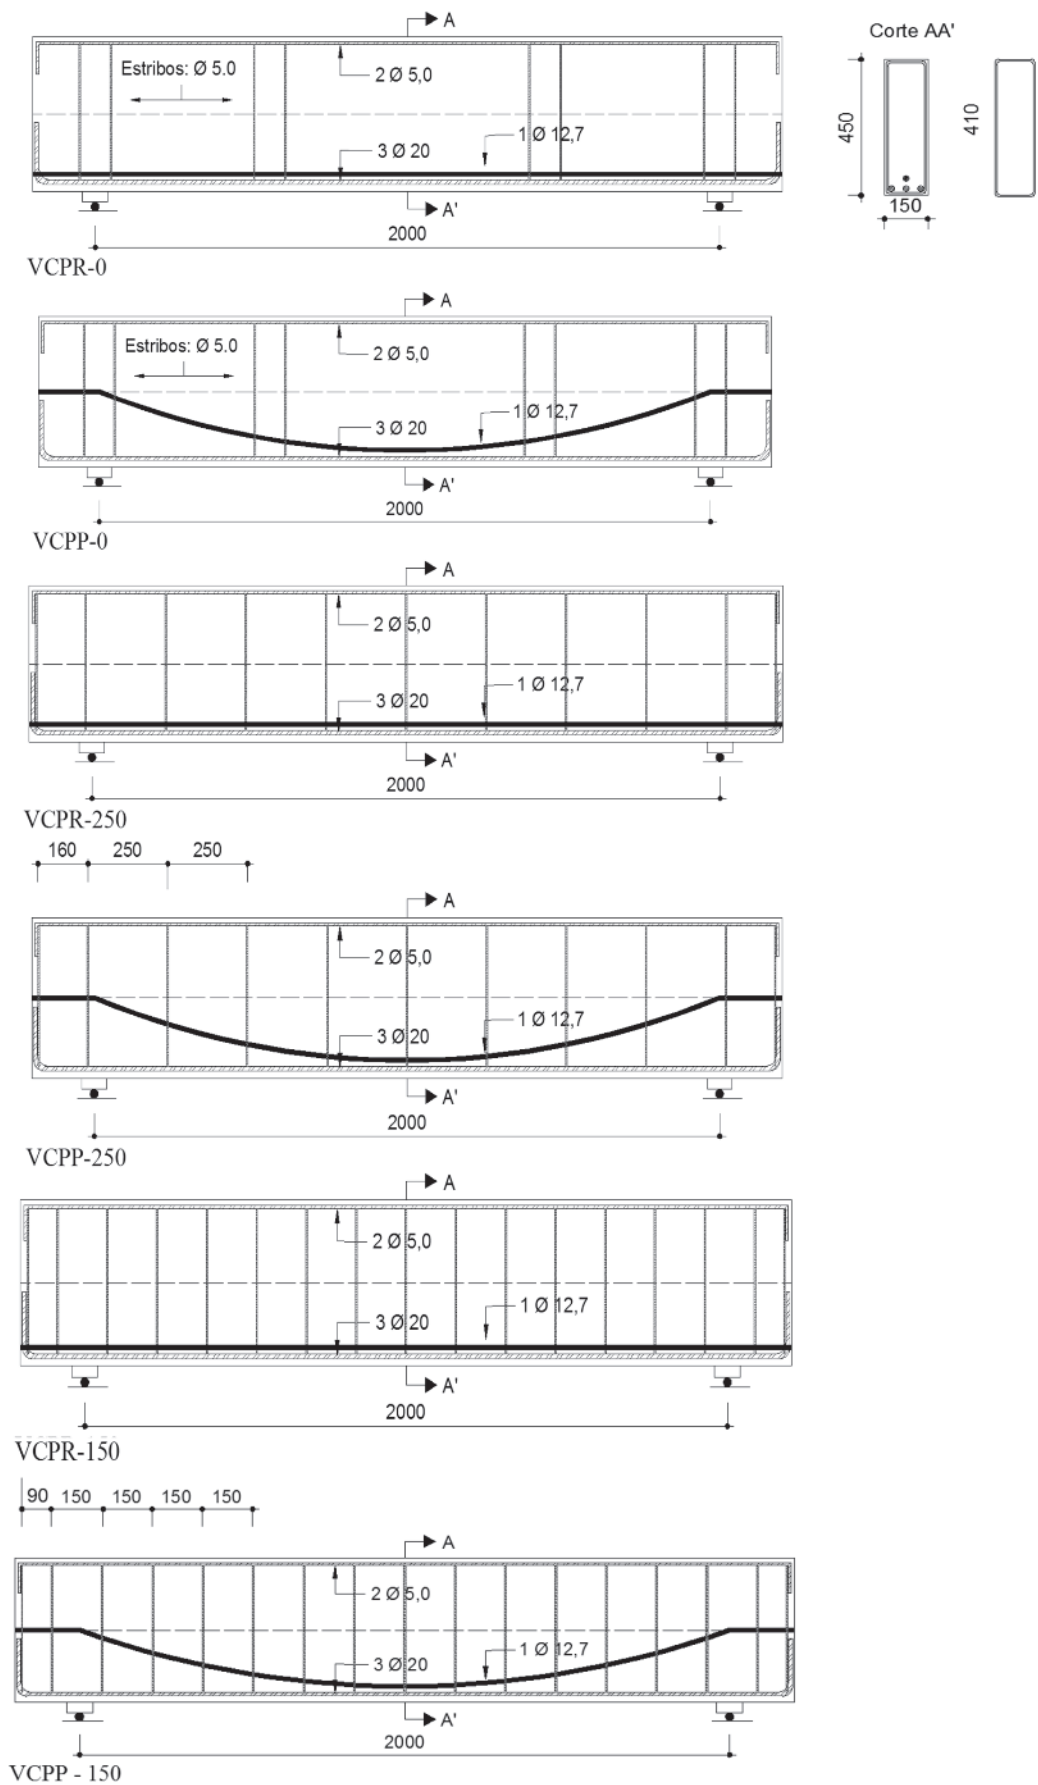 A
Corte AA'
Estribos: Ø 5.0
2 Ø 5,0
450
410
1 Ø 12,7
3 Ø 20
150
A'
2000
VCPR-0
A
Estribos: Ø 5.0
2 Ø 5,0
1 Ø 12,7
3 Ø 20
A'
2000
VCPP-0
A
2 Ø 5,0
1 Ø 12,7
3 Ø 20
A'
2000
VCPR-250
160 250 250
A
2 Ø 5,0
1 Ø 12,7
3 Ø 20
A'
2000
VCPP-250
A
2 Ø 5,0
1 Ø 12,7
3 Ø 20
A'
2000
VCPR-150
90 150 150 150 150
A
2 Ø 5,0
1 Ø 12,7
3 Ø 20
A'
2000
VCPP - 150